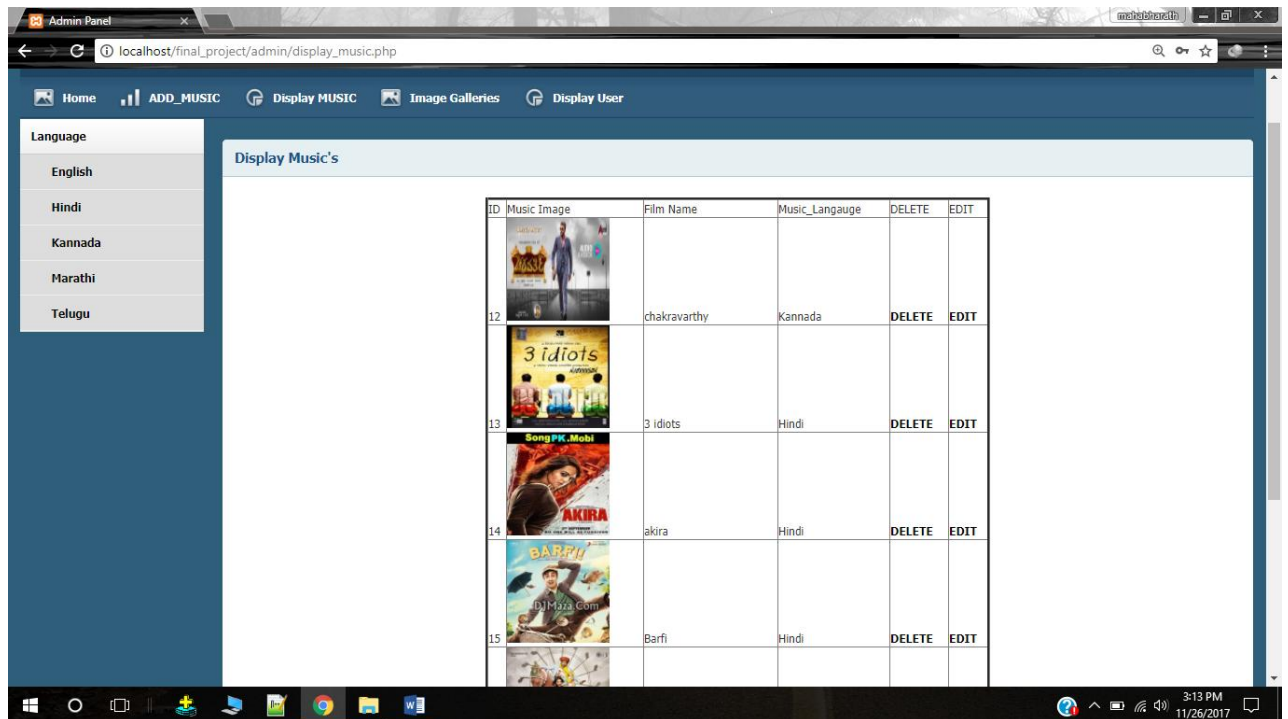 Admin Panel
mahabharath
localhost/final_project/admin/display_music.php
Home ADD_MUSIC Display MUSIC Image Galleries Display User
Language
English
Hindi
Kannada
Marathi
Telugu
Display Music's
ID Music Image Film Name Music_Langauge DELETE EDIT
12 chakravarthy Kannada DELETE EDIT
3 idiots
13 3 idiots Hindi DELETE EDIT
SongPK.Mobi
AKIRA
14 akira Hindi DELETE EDIT
BARFI!
DJMaza.Com
15 Barfi Hindi DELETE EDIT
3:13 PM
11/26/2017